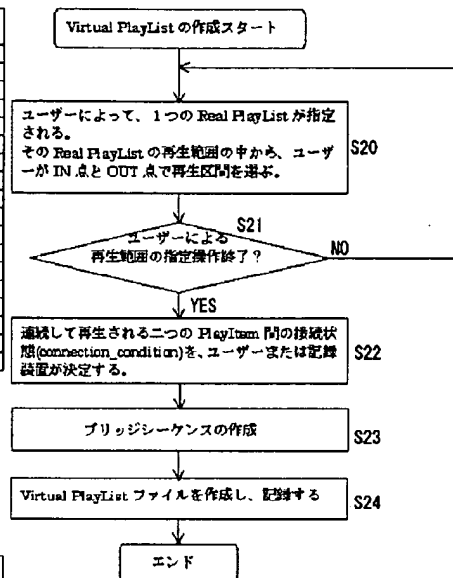 Virtual PlayList の作成スタート
ユーザーによって、1つの Real PlayList が指定
される。
その Real PlayList の再生範囲の中から、ユーザ
ーが IN 点と OUT 点で再生区間を選ぶ。
S20
S21
ユーザーによる
再生範囲の指定操作終了？
NO
YES
連続して再生される二つの PlayItem 間の接続状
態(connection_condition)を、ユーザーまたは記録
装置が決定する。
S22
ブリッジシーケンスの作成
S23
Virtual PlayList ファイルを作成し、記録する
S24
エンド